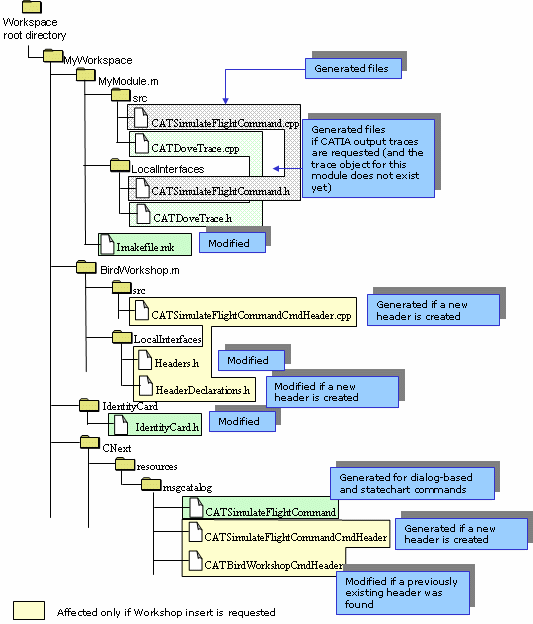 Workspace
root directory
MyWorkspace
MyModule.m
Generated files
src
CATSimulateFlightCommand.cpp
Generated files
if CATIA output traces
are requested (and the
trace object for this
module does not exist
yet)
CATDoveTrace.cpp
LocalInterfaces
CATSimulateFlightCommand.h
CATDoveTrace.h
Imakefile.mk
Modified
BirdWorkshop.m
src
CATSimulateFlightCommandCmdHeader.cpp
Generated if a new
header is created
LocalInterfaces
Headers.h
Modified
HeaderDeclarations.h
Modified if a new
header is created
IdentityCard
IdentityCard.h
Modified
CNext
resources
msgcatalog
Generated for dialog-based
and statechart commands
CATSimulateFlightCommand
CATSimulateFlightCommandCmdHeader
Generated if a new
header is created
CATBirdWorkshopCmdHeader
Modified if a previously
existing header was
found
Affected only if Workshop insert is requested